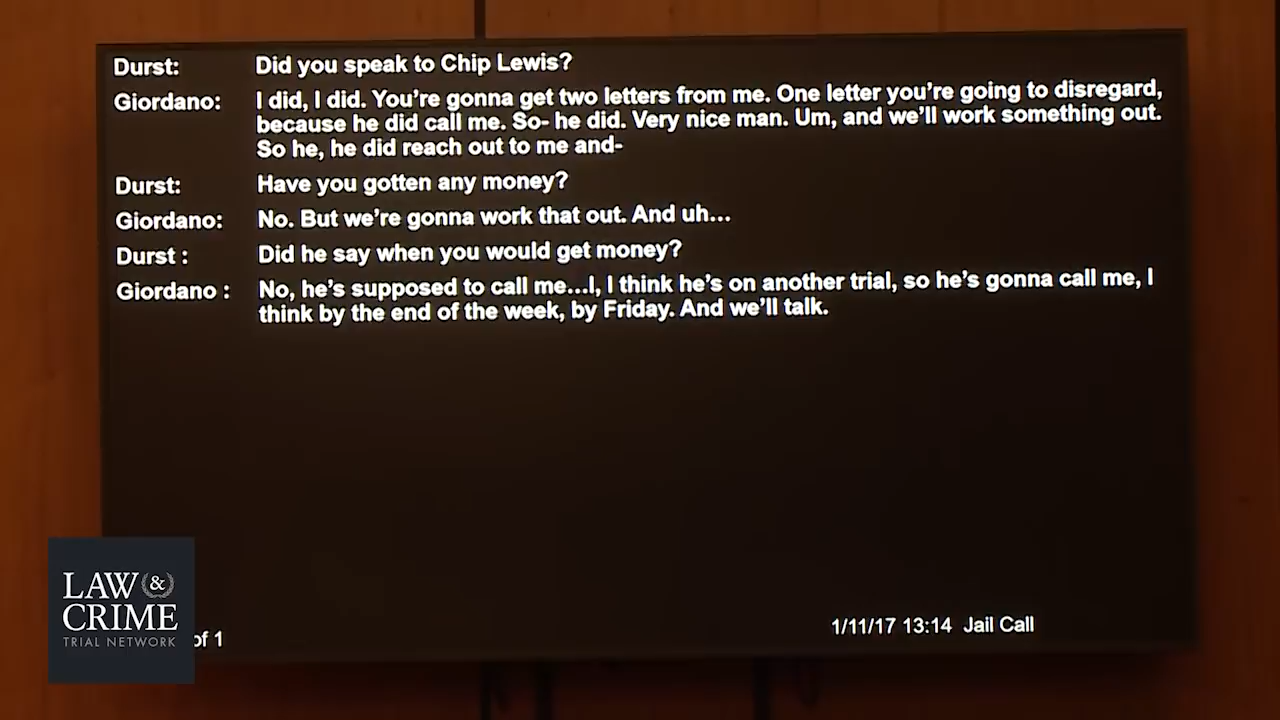 Durst: Did you speak to Chip Lewis?
Giordano: I did, I did. You're gonna get two letters from me. One letter you're going to disregard,
because he did call me. So- he did. Very nice man. Um, and we'll work something out.
So he, he did reach out to me and-
Durst: Have you gotten any money?
Giordano: No. But we're gonna work that out. And uh...
Durst : Did he say when you would get money?
Giordano : No, he's supposed to call me...I, I think he's on another trial, so he's gonna call me, I
think by the end of the week, by Friday. And we'll talk.
LAW &
CRIME
TRIAL NETWORK
of 1
1/11/17 13:14 Jail Call